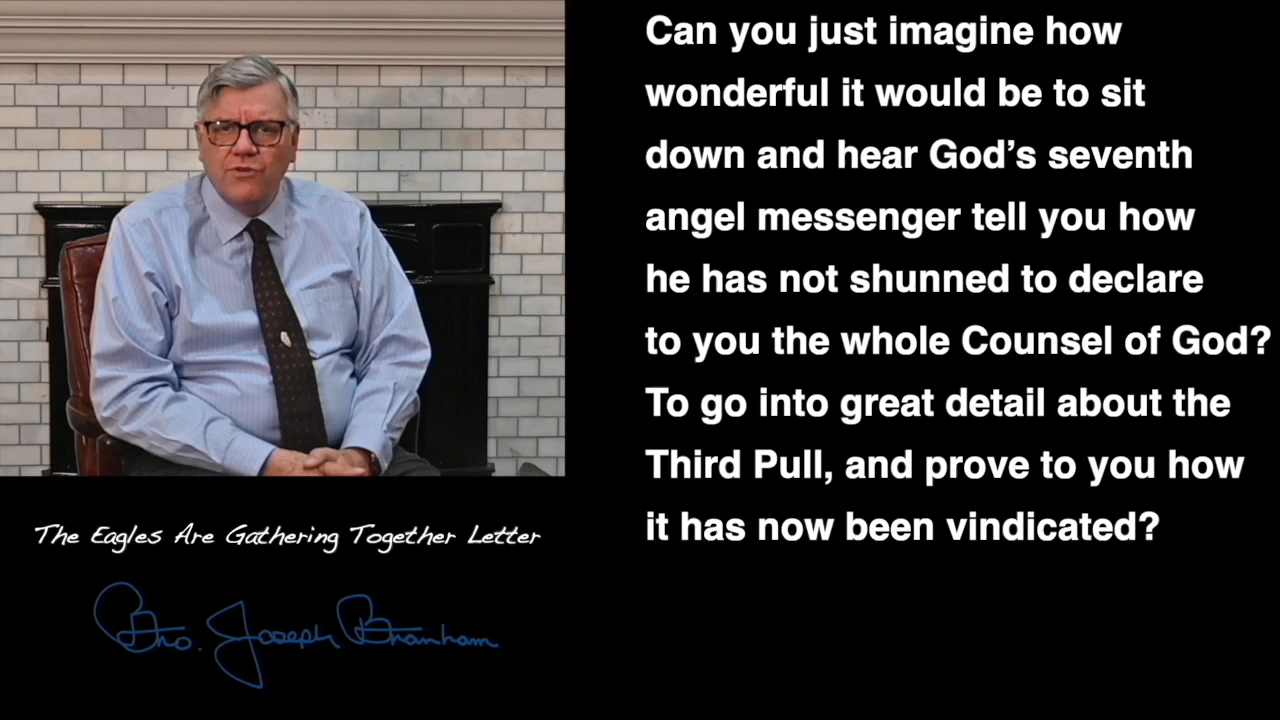 Can you just imagine how
wonderful it would be to sit
down and hear God’s seventh
angel messenger tell you how
he has not shunned to declare
to you the whole Counsel of God?
To go into great detail about the
Third Pull, and prove to you how
it has now been vindicated?
The Eagles Are Gathering Together Letter
Bro. Joseph Branham